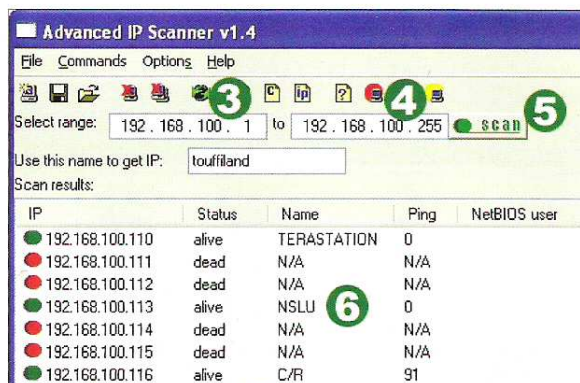 Advanced IP Scanner v1.4
File Commands Options Help
3 4 5
Select range: 192 . 168 . 100 . 1 to 192 . 168 . 100 . 255 scan
Use this name to get IP: touffiland
Scan results:
IP Status Name Ping NetBIOS user
192.168.100.110 alive TERASTATION 0
192.168.100.111 dead N/A N/A
192.168.100.112 dead N/A N/A
192.168.100.113 alive NSLU 6 0
192.168.100.114 dead N/A N/A
192.168.100.115 dead N/A N/A
192.168.100.116 alive C/R 91